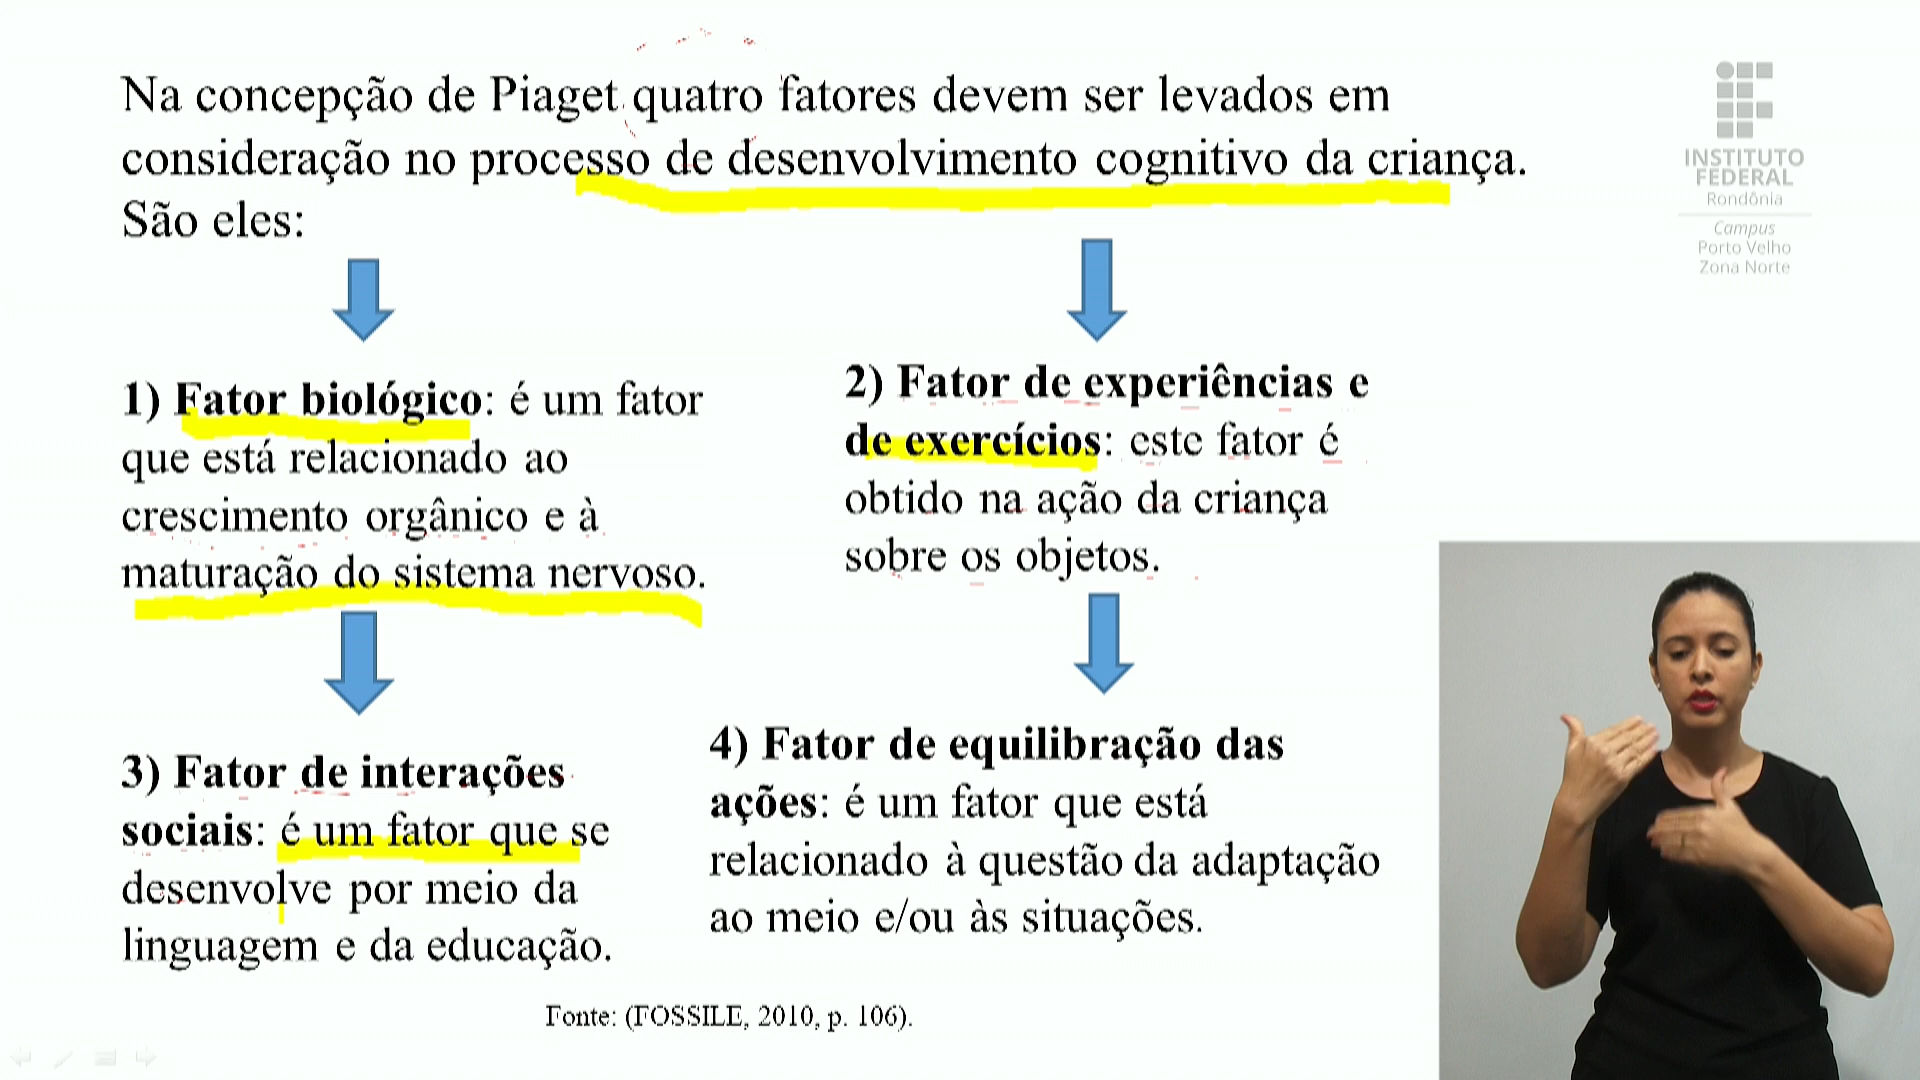 Na concepção de Piaget quatro fatores devem ser levados em
consideração no processo de desenvolvimento cognitivo da criança.
São eles:
INSTITUTO
FEDERAL
Rondônia
Campus
Porto Velho
Zona Norte
1) Fator biológico: é um fator
que está relacionado ao
crescimento orgânico e à
maturação do sistema nervoso.
2) Fator de experiências e
de exercícios: este fator é
obtido na ação da criança
sobre os objetos.
3) Fator de interações
sociais: é um fator que se
desenvolve por meio da
linguagem e da educação.
4) Fator de equilibração das
ações: é um fator que está
relacionado à questão da adaptação
ao meio e/ou às situações.
Fonte: (FOSSILE, 2010, p. 106).